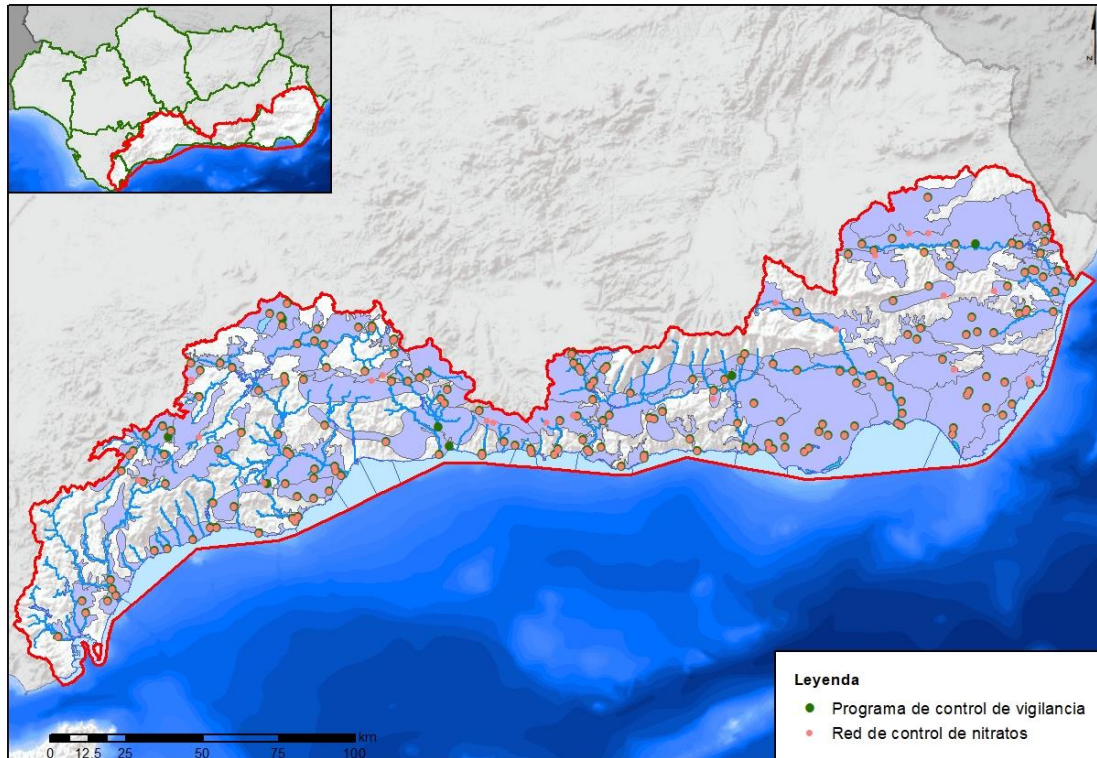 N
Leyenda
Programa de control de vigilancia
Red de control de nitratos
km
0 12.5 25 50 75 100